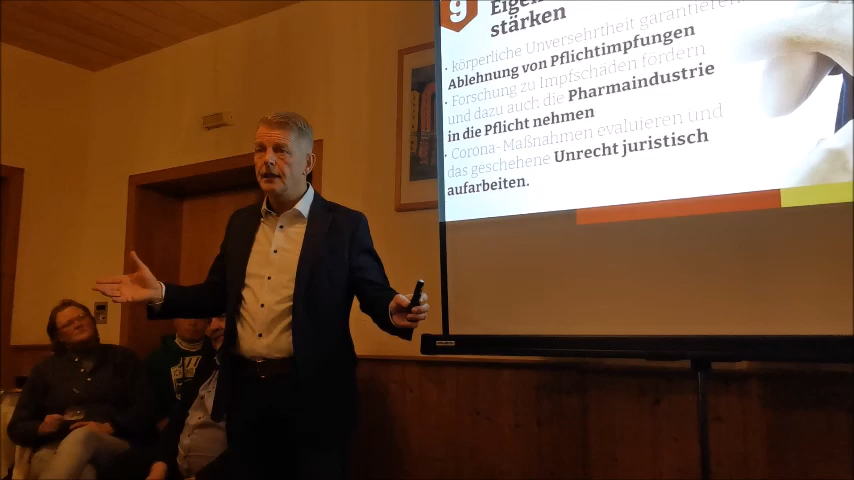 9
stärken
· körperliche Unversehrtheit garantieren,
Ablehnung von Pflichtimpfungen
· Forschung zu Impfschäden fördern
und dazu auch die Pharmaindustrie
in die Pflicht nehmen
· Corona-Maßnahmen evaluieren und
das geschehene Unrecht juristisch
aufarbeiten.